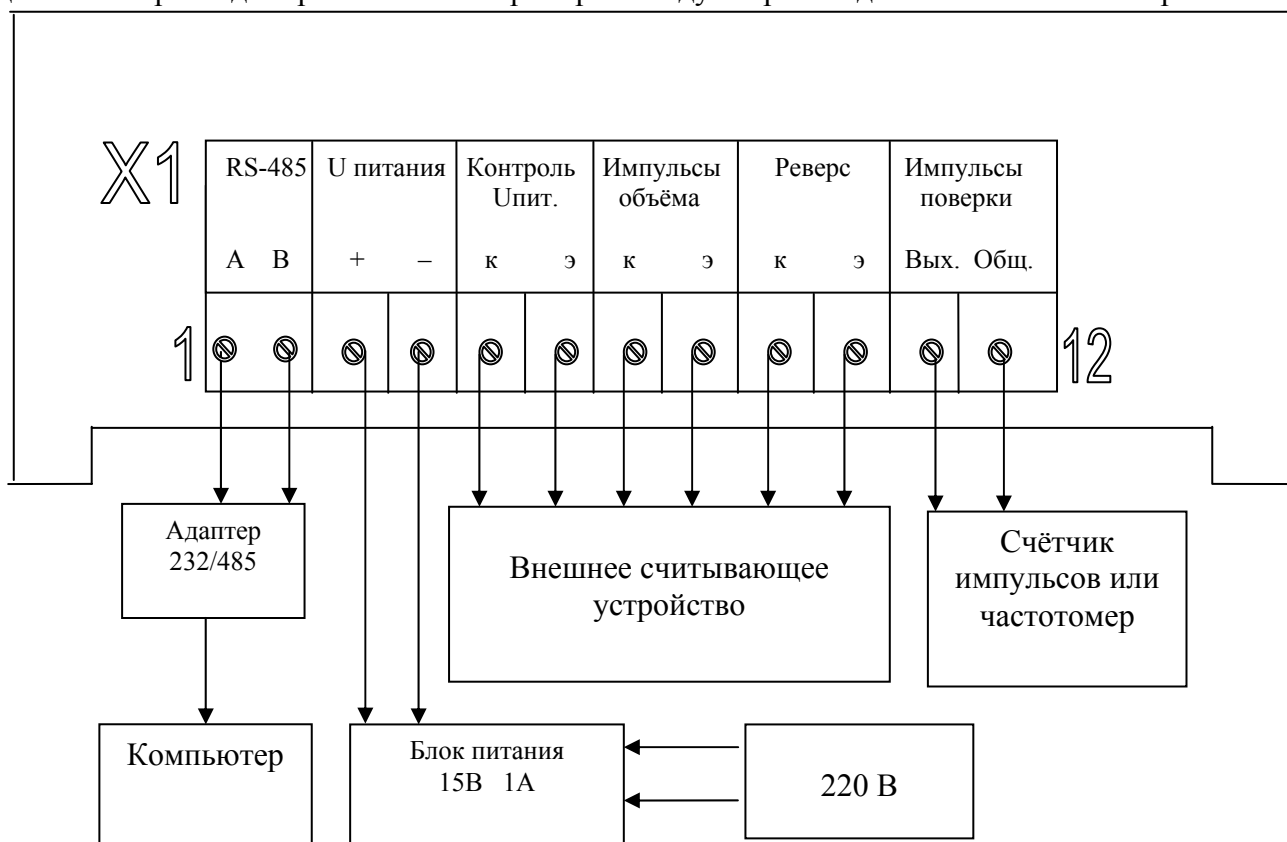 X1
RS-485 U питания Контроль Uпит. Импульсы объёма Реверс Импульсы поверки
A B + – к э к э к э Вых. Общ.
1 12
Адаптер
232/485
Внешнее считывающее
устройство
Счётчик
импульсов или
частотомер
Компьютер
Блок питания
15В 1А
220 В